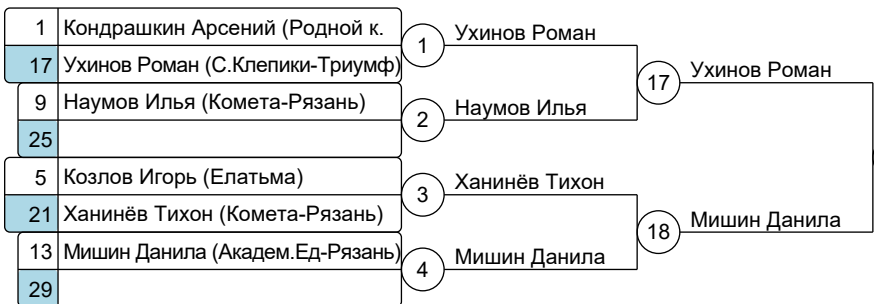 1 Кондрашкин Арсений (Родной к.
17 Ухинов Роман (С.Клепики-Триумф)
1 Ухинов Роман
9 Наумов Илья (Комета-Рязань)
25
2 Наумов Илья
17 Ухинов Роман
5 Козлов Игорь (Елатьма)
21 Ханинёв Тихон (Комета-Рязань)
3 Ханинёв Тихон
13 Мишин Данила (Академ.Ед-Рязань)
29
4 Мишин Данила
18 Мишин Данила